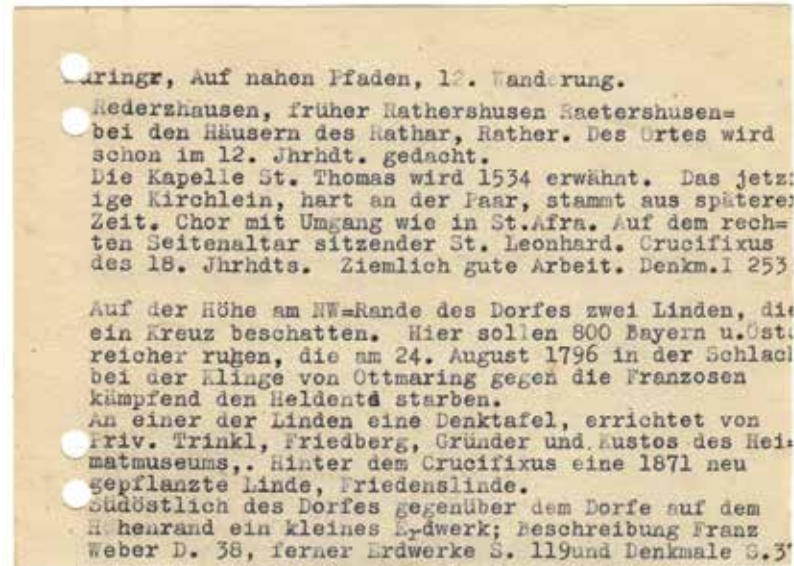 Auf nahen Pfaden, 12. Wanderung.
Rederzhausen, früher Rathershusen Raetershusen=
bei den Häusern des Rathar, Rather. Des Ortes wird
schon im 12. Jhrhdt. gedacht.
Die Kapelle St. Thomas wird 1534 erwähnt. Das jetz
ige Kirchlein, hart an der Paar, stammt aus spätere
Zeit. Chor mit Umgang wie in St.Afra. Auf dem rech=
ten Seitenaltar sitzender St. Leonhard. Crucifixus
des 18. Jhrhdts. Ziemlich gute Arbeit. Denkm.I 253
Auf der Höhe am NW=Rande des Dorfes zwei Linden, die
ein Kreuz beschatten. Hier sollen 800 Bayern u.Öst
reicher ruhen, die am 24. August 1796 in der Schlac
bei der Klinge von Ottmaring gegen die Franzosen
kämpfend den Heldentd starben.
An einer der Linden eine Denktafel, errichtet von
Priv. Trinkl, Friedberg, Gründer und Kustos des Hei=
matmuseums,. Hinter dem Crucifixus eine 1871 neu
gepflanzte Linde, Friedenslinde.
Südöstlich des Dorfes gegenüber dem Dorfe auf dem
Höhenrand ein kleines Erdwerk; Beschreibung Franz
Weber D. 38, ferner Erdwerke S. 119und Denkmale S.37